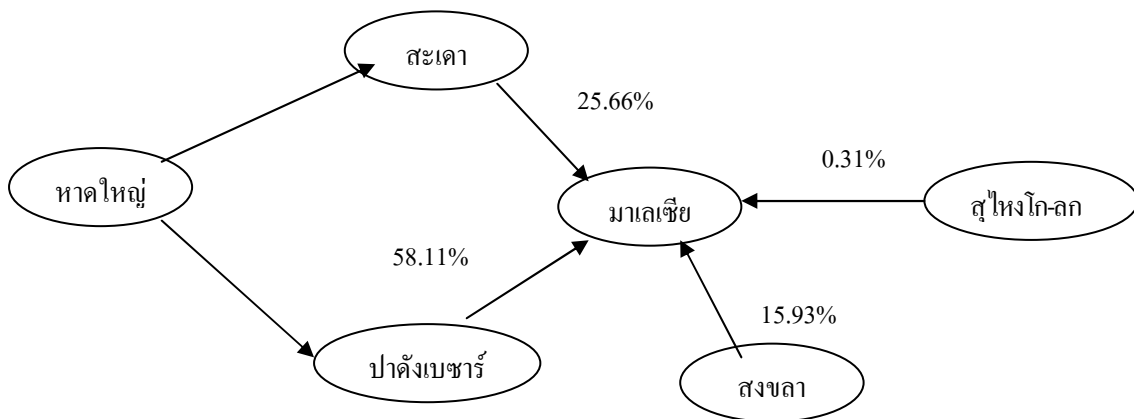 สะเดา
25.66%
0.31%
หาดใหญ่
มาเลเซีย
สุไหงโก-ลก
58.11%
15.93%
ปาดังเบซาร์
สงขลา